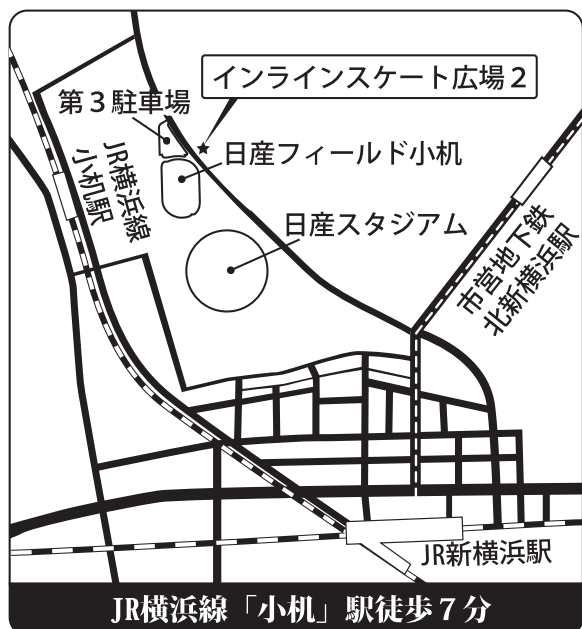 インラインスケート広場2
第3駐車場
日産フィールド小机
JR横浜線
小机駅
日産スタジアム
市営地下鉄
北新横浜駅
JR新横浜駅
JR横浜線「小机」駅徒歩7分